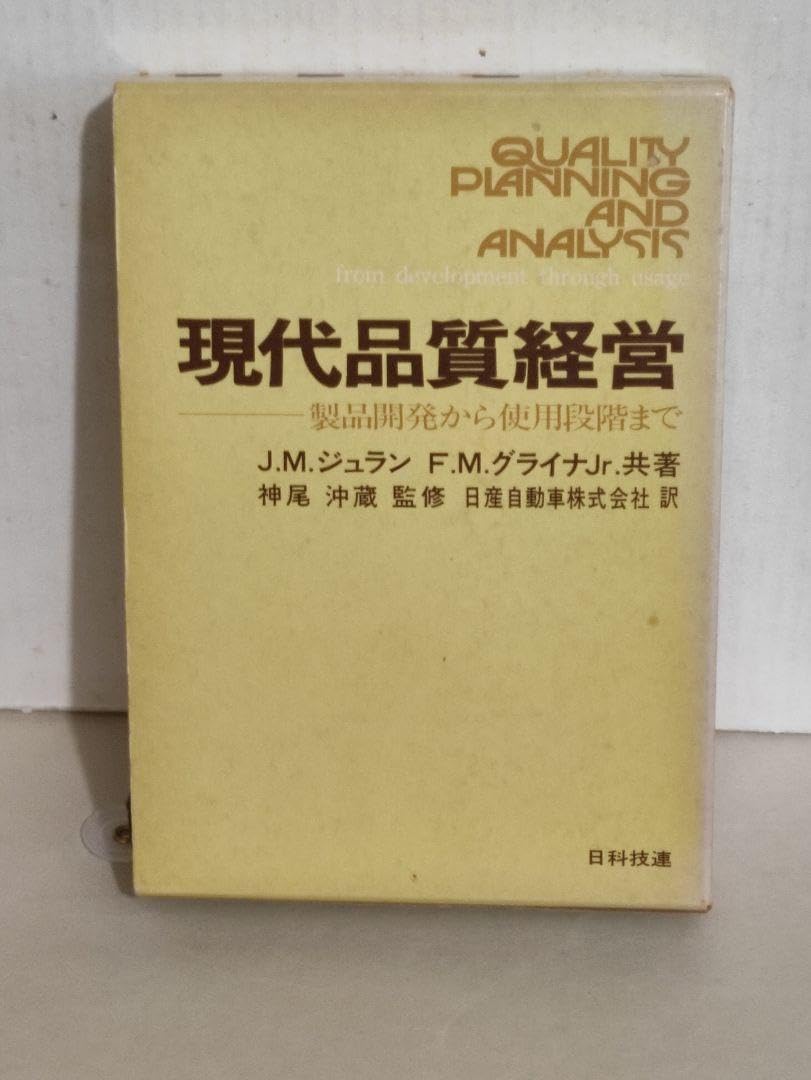 QUALITY
PLANNING
AND
ANALYSIS
from development through usage
現代品質経営
――製品開発から使用段階まで
J.M.ジュラン F.M.グライナJr.共著
神尾 沖蔵 監修 日産自動車株式会社 訳
日科技連